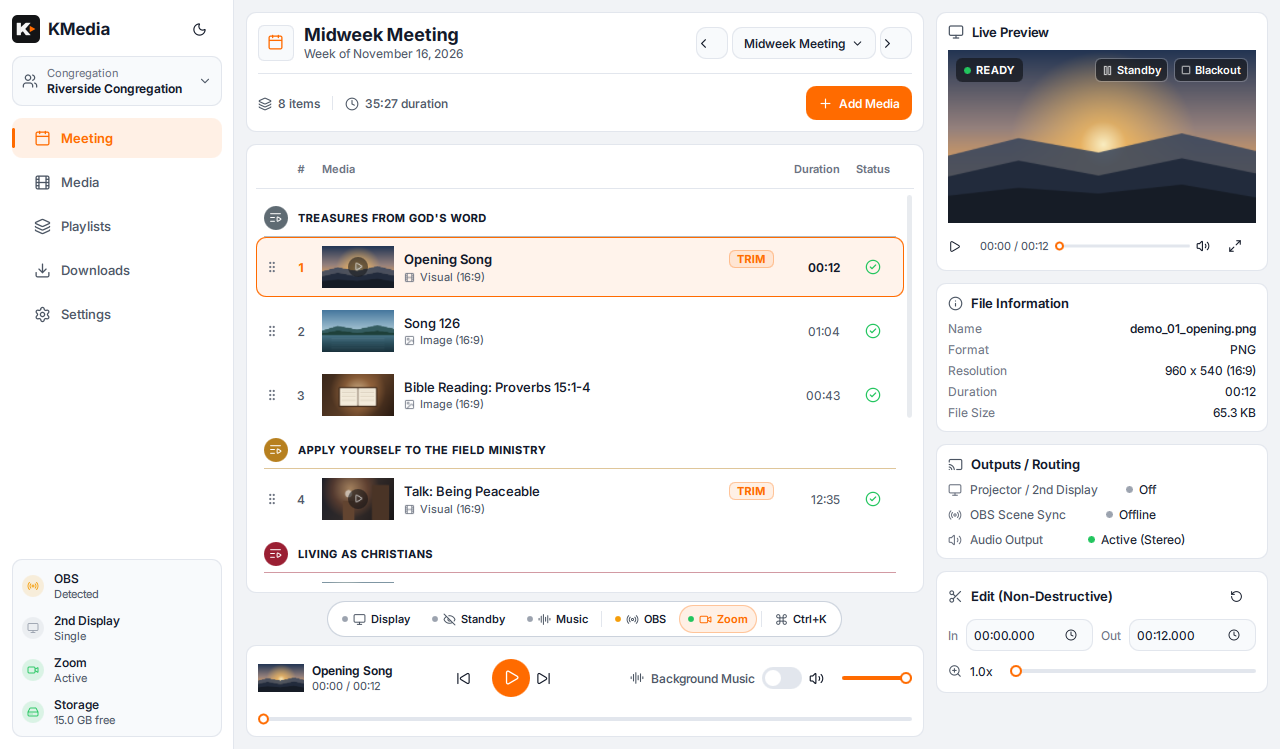 KMedia
Congregation
Riverside Congregation
Meeting
Media
Playlists
Downloads
Settings
OBS
Detected
2nd Display
Single
Zoom
Active
Storage
15.0 GB free
Midweek Meeting
Week of November 16, 2026
Midweek Meeting
8 items
35:27 duration
Add Media
# Media Duration Status
TREASURES FROM GOD'S WORD
1 Opening Song TRIM 00:12
Visual (16:9)
2 Song 126 01:04
Image (16:9)
3 Bible Reading: Proverbs 15:1-4 00:43
Image (16:9)
APPLY YOURSELF TO THE FIELD MINISTRY
4 Talk: Being Peaceable TRIM 12:35
Visual (16:9)
LIVING AS CHRISTIANS
Display Standby Music OBS Zoom Ctrl+K
Opening Song
00:00 / 00:12
Background Music
Live Preview
READY Standby Blackout
00:00 / 00:12
File Information
Name demo_01_opening.png
Format PNG
Resolution 960 x 540 (16:9)
Duration 00:12
File Size 65.3 KB
Outputs / Routing
Projector / 2nd Display Off
OBS Scene Sync Offline
Audio Output Active (Stereo)
Edit (Non-Destructive)
In 00:00.000 Out 00:12.000
1.0x